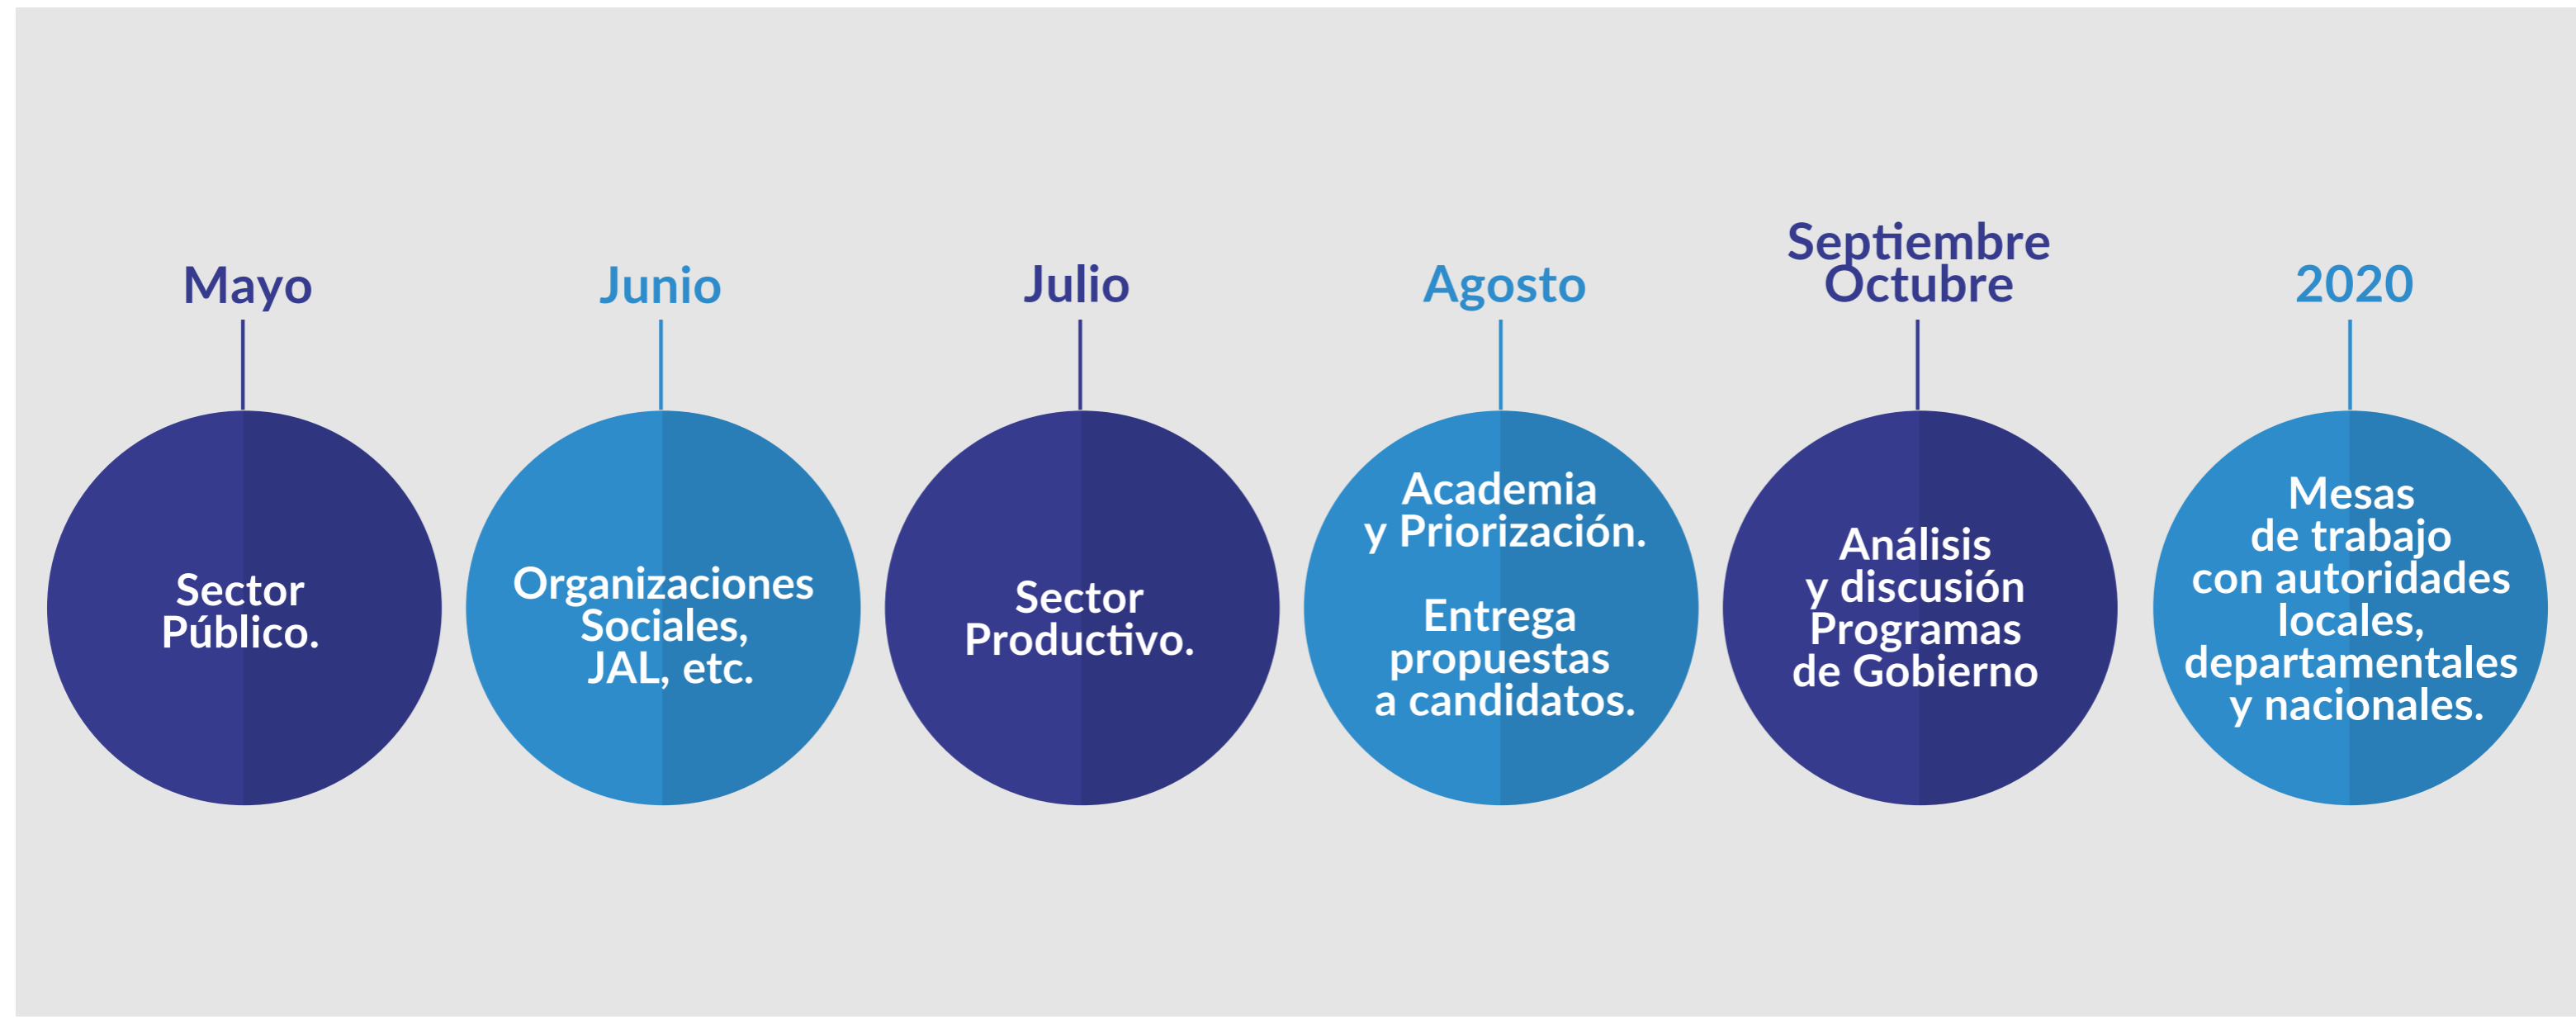 Mayo
Sector
Público.
Junio
Organizaciones
Sociales,
JAL, etc.
Julio
Sector
Productivo.
Agosto
Academia
y Priorización.
Entrega
propuestas
a candidatos.
Septiembre
Octubre
Análisis
y discusión
Programas
de Gobierno
2020
Mesas
de trabajo
con autoridades
locales,
departamentales
y nacionales.